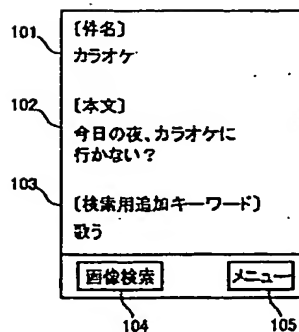 101
〔件名〕
カラオケ
102
〔本文〕
今日の夜、カラオケに
行かない？
103
〔検索用追加キーワード〕
歌う
画像検索
メニュー
104
105